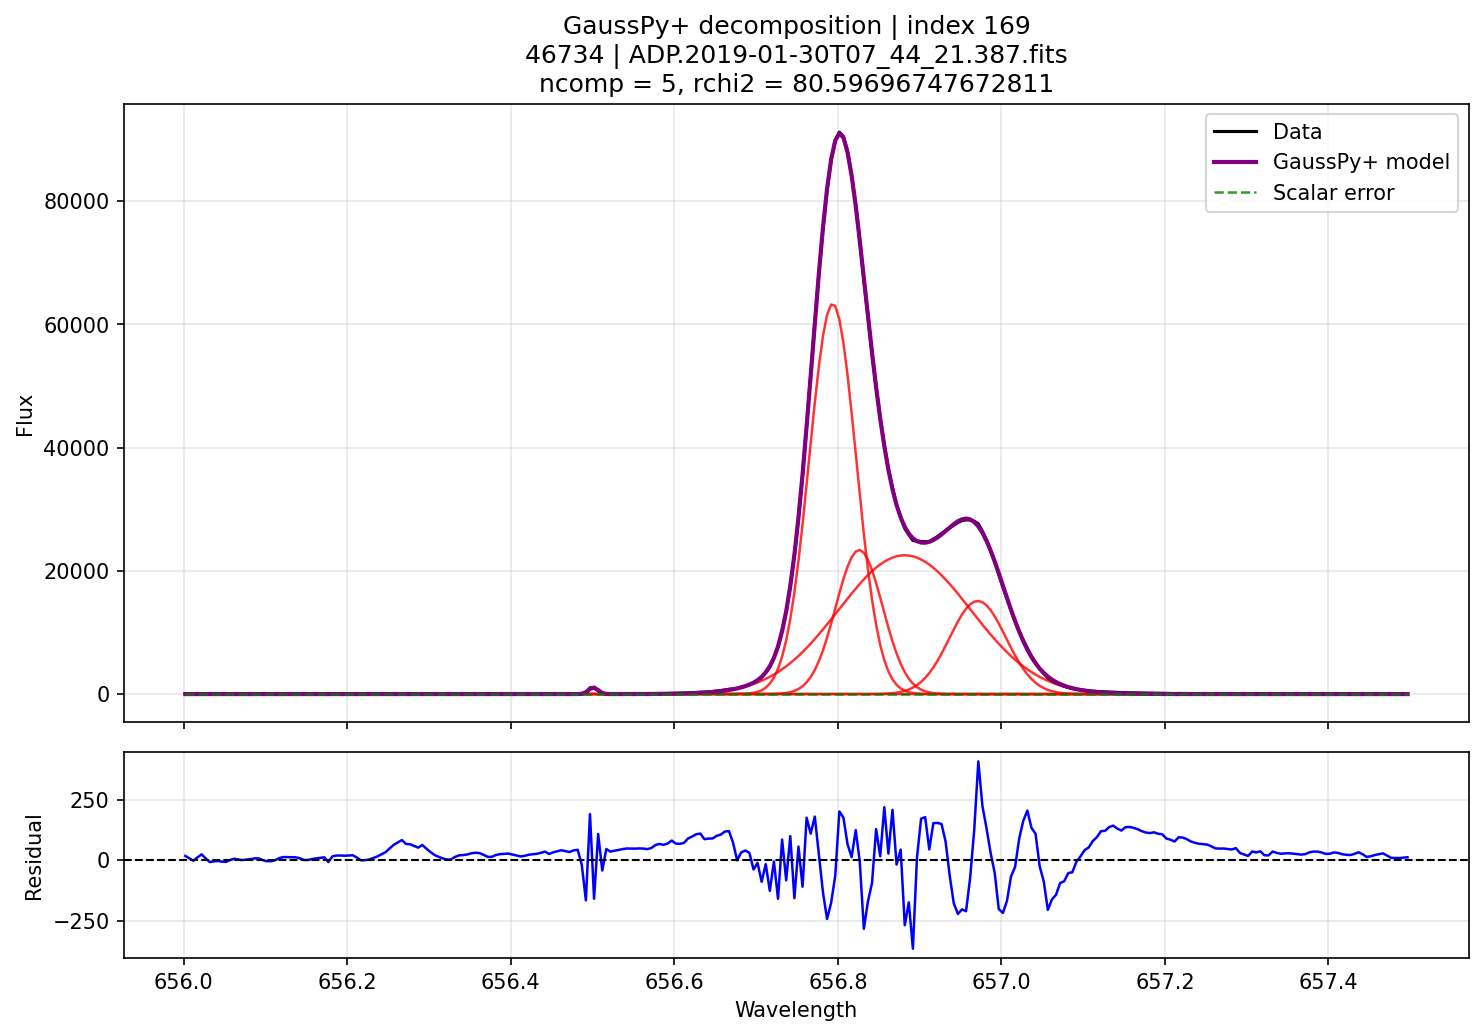 GaussPy+ decomposition | index 169
46734 | ADP.2019-01-30T07_44_21.387.fits
ncomp = 5, rchi2 = 80.59696747672811
Data
GaussPy+ model
Scalar error
Flux
80000
60000
40000
20000
0
Residual
250
0
−250
656.0 656.2 656.4 656.6 656.8 657.0 657.2 657.4
Wavelength